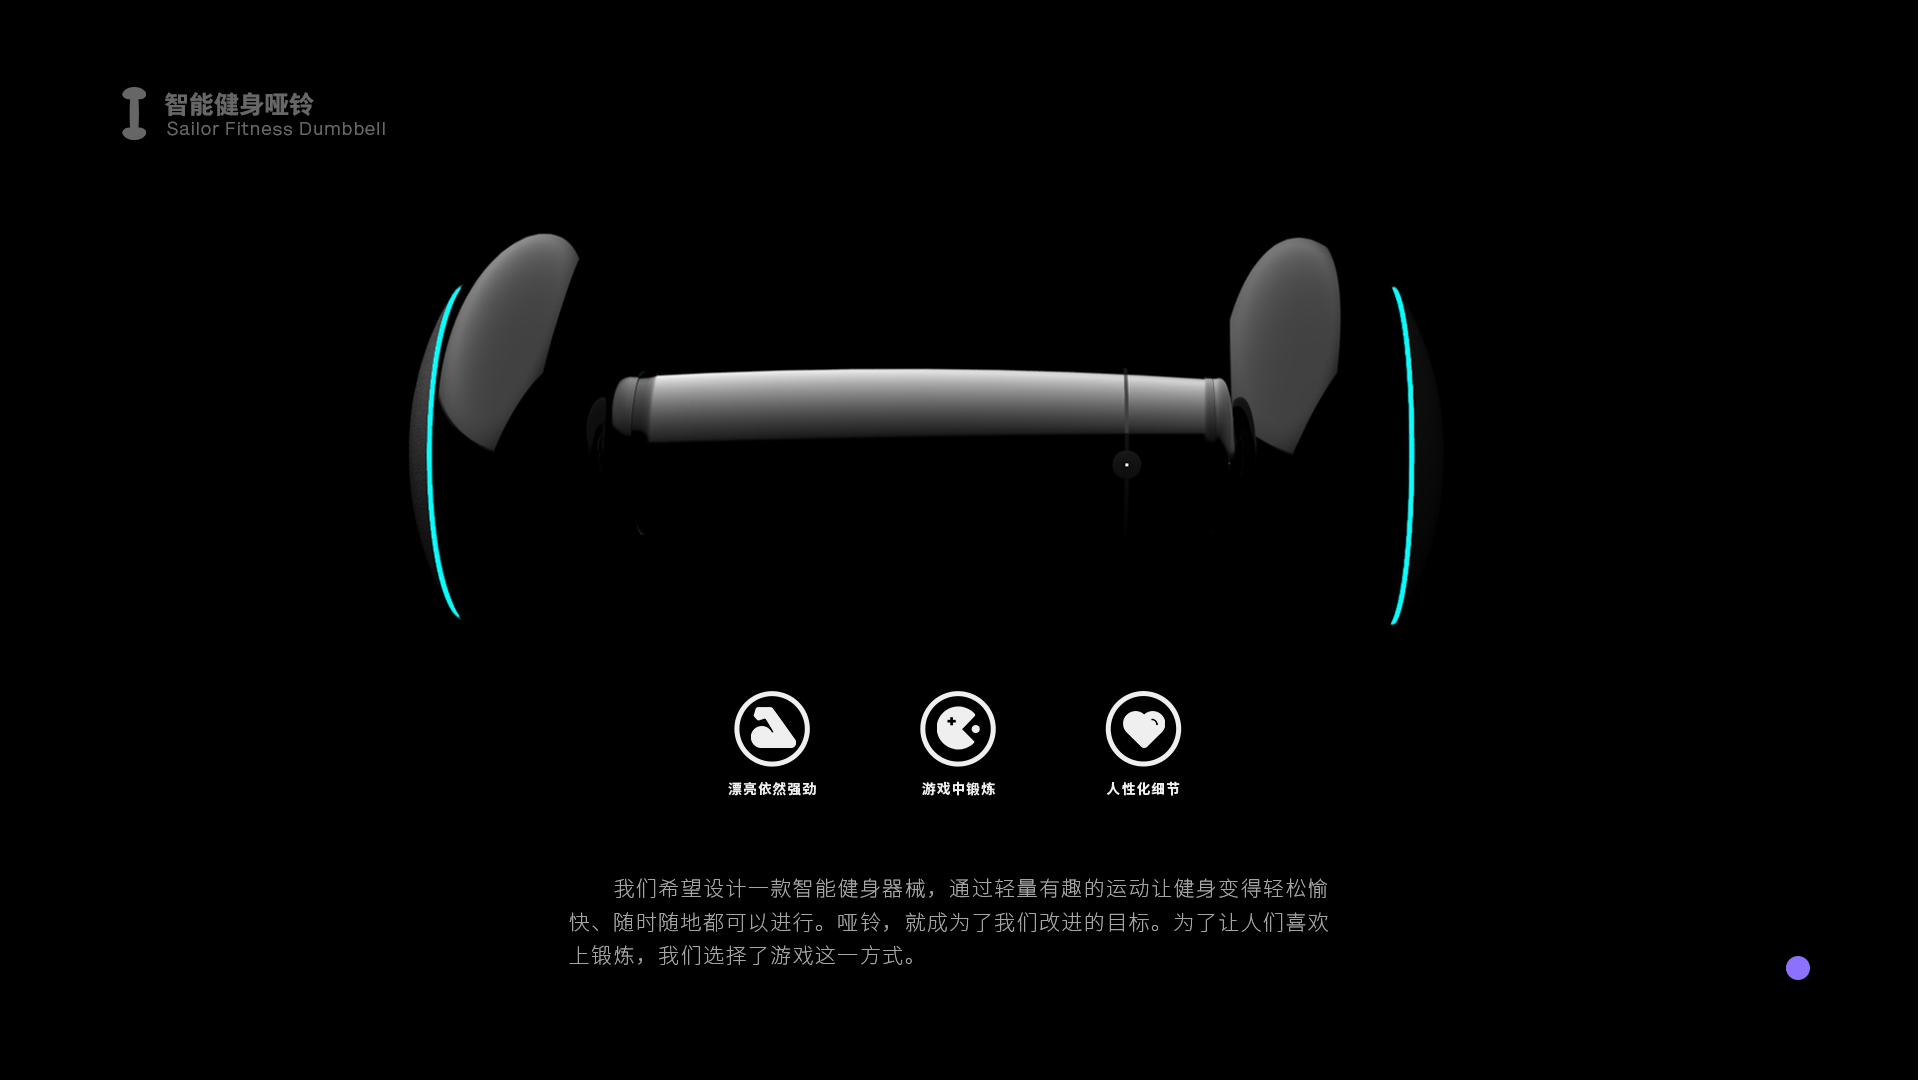 智能健身哑铃
Sailor Fitness Dumbbell
漂亮依然强劲
游戏中锻炼
人性化细节
我们希望设计一款智能健身器械，通过轻量有趣的运动让健身变得轻松愉
快、随时随地都可以进行。哑铃，就成为了我们改进的目标。为了让人们喜欢
上锻炼，我们选择了游戏这一方式。